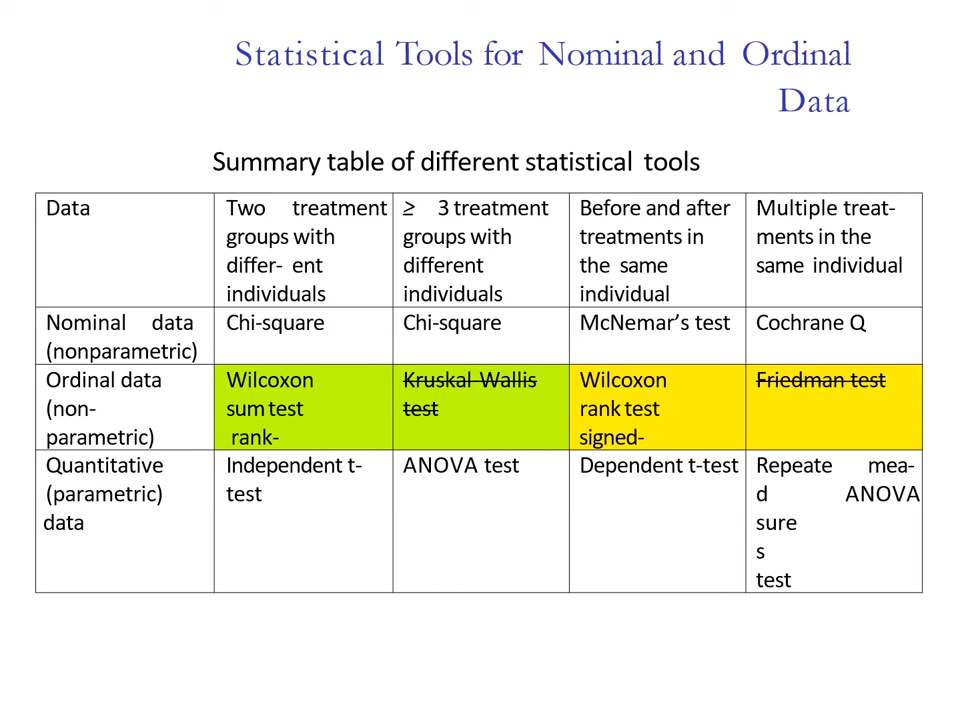 Statistical Tools for Nominal and Ordinal
Data
Summary table of different statistical tools
Data
Two treatment
groups with
differ- ent
individuals
≥ 3 treatment
groups with
different
individuals
Before and after
treatments in
the same
individual
Multiple treat-
ments in the
same individual
Nominal data
(nonparametric)
Chi-square
Chi-square
McNemar’s test
Cochrane Q
Ordinal data
(non-
parametric)
Wilcoxon
sum test
rank-
Kruskal-Wallis
test
Wilcoxon
rank test
signed-
Friedman test
Quantitative
(parametric)
data
Independent t-
test
ANOVA test
Dependent t-test
Repeate mea-
d ANOVA
sure
s
test